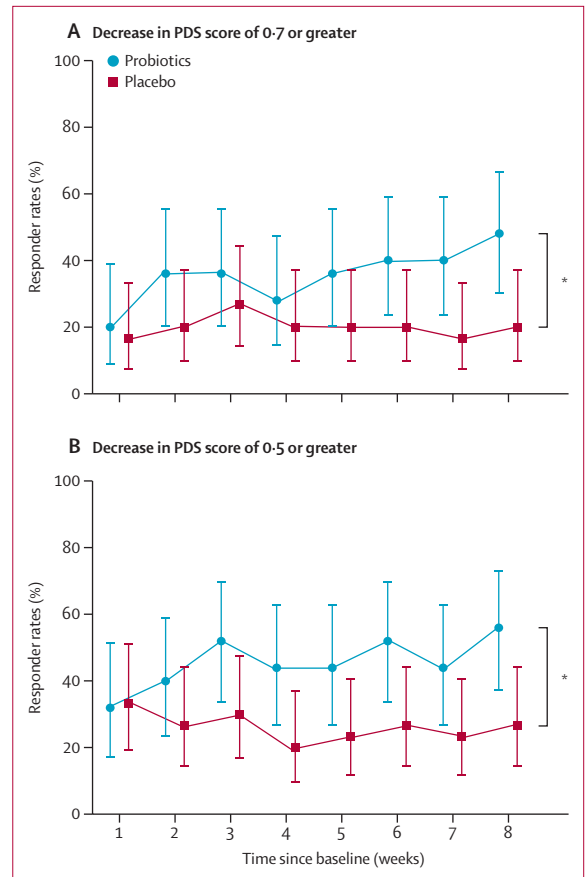 A Decrease in PDS score of 0·7 or greater
100
80
60
40
20
0
Responder rates (%)
Probiotics
Placebo
*
B Decrease in PDS score of 0·5 or greater
100
80
60
40
20
0
Responder rates (%)
*
1 2 3 4 5 6 7 8
Time since baseline (weeks)